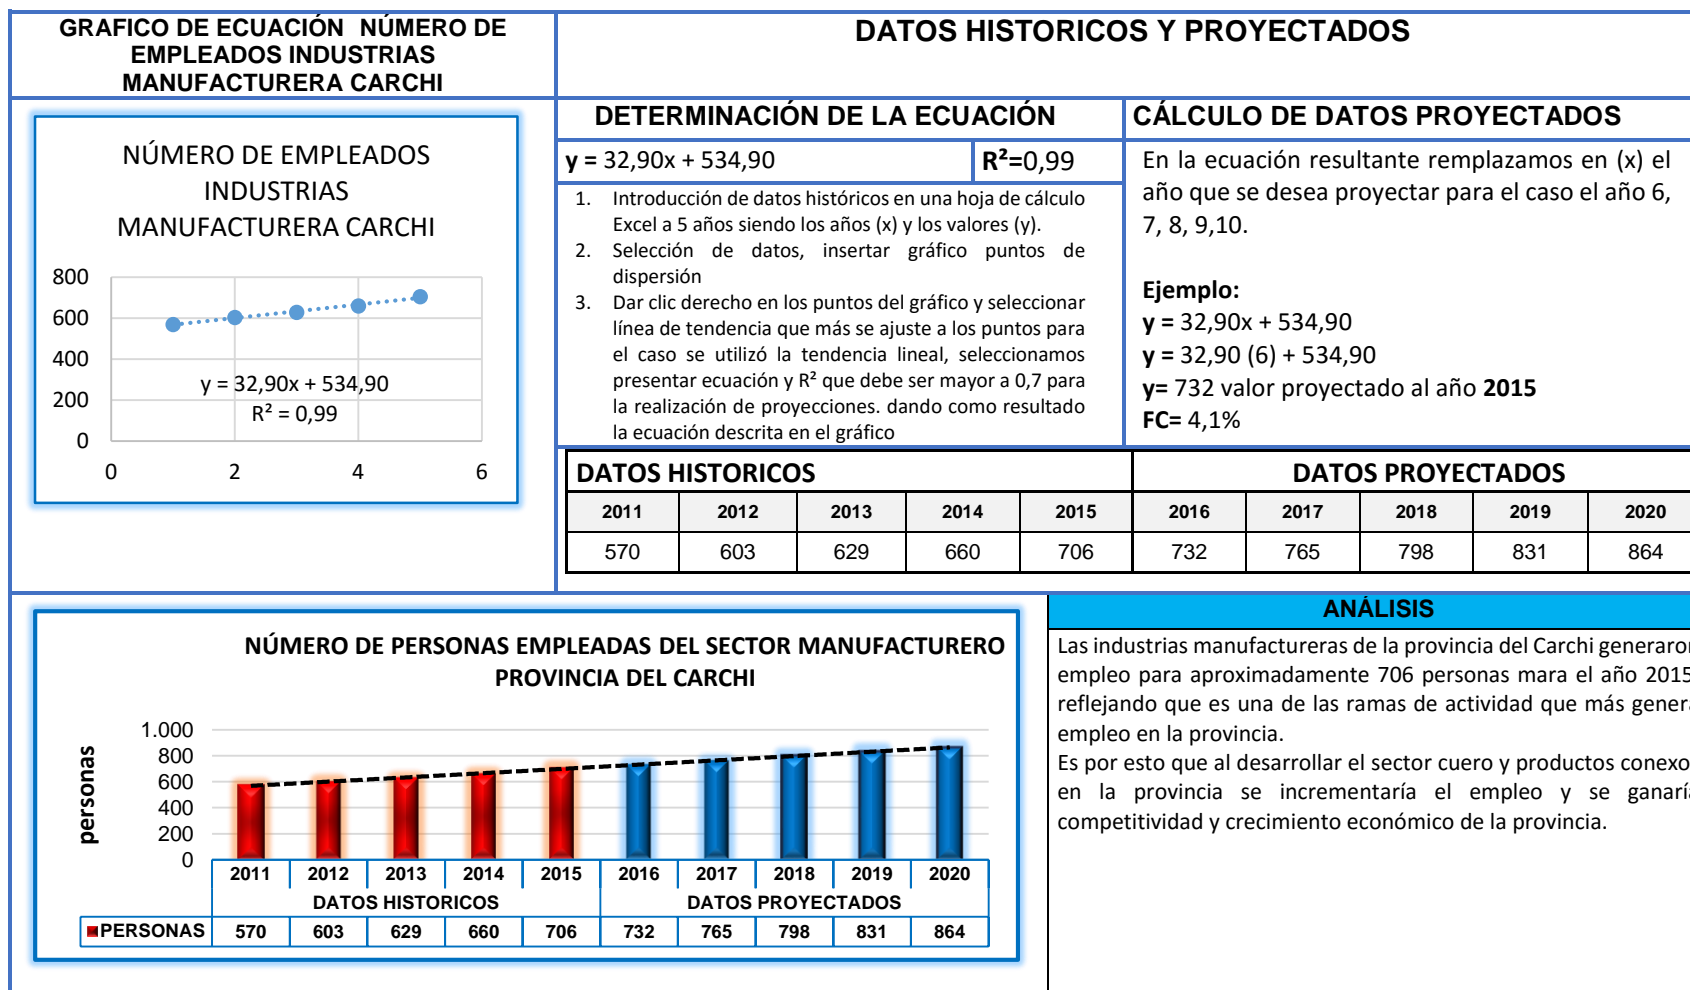 GRAFICO DE ECUACIÓN NÚMERO DE
EMPLEADOS INDUSTRIAS
MANUFACTURERA CARCHI
DATOS HISTORICOS Y PROYECTADOS
NÚMERO DE EMPLEADOS
INDUSTRIAS
MANUFACTURERA CARCHI
800
600
400
200
0
y = 32,90x + 534,90
R² = 0,99
0 2 4 6
DETERMINACIÓN DE LA ECUACIÓN
y = 32,90x + 534,90 R²=0,99
1. Introducción de datos históricos en una hoja de cálculo
Excel a 5 años siendo los años (x) y los valores (y).
2. Selección de datos, insertar gráfico puntos de
dispersión
3. Dar clic derecho en los puntos del gráfico y seleccionar
línea de tendencia que más se ajuste a los puntos para
el caso se utilizó la tendencia lineal, seleccionamos
presentar ecuación y R² que debe ser mayor a 0,7 para
la realización de proyecciones. dando como resultado
la ecuación descrita en el gráfico
CÁLCULO DE DATOS PROYECTADOS
En la ecuación resultante remplazamos en (x) el
año que se desea proyectar para el caso el año 6,
7, 8, 9,10.
Ejemplo:
y = 32,90x + 534,90
y = 32,90 (6) + 534,90
y= 732 valor proyectado al año 2015
FC= 4,1%
DATOS HISTORICOS DATOS PROYECTADOS
2011 2012 2013 2014 2015 2016 2017 2018 2019 2020
570 603 629 660 706 732 765 798 831 864
NÚMERO DE PERSONAS EMPLEADAS DEL SECTOR MANUFACTURERO
PROVINCIA DEL CARCHI
personas
1.000
800
600
400
200
0
2011 2012 2013 2014 2015 2016 2017 2018 2019 2020
DATOS HISTORICOS DATOS PROYECTADOS
PERSONAS 570 603 629 660 706 732 765 798 831 864
ANÁLISIS
Las industrias manufactureras de la provincia del Carchi generaron
empleo para aproximadamente 706 personas mara el año 2015
reflejando que es una de las ramas de actividad que más genera
empleo en la provincia.
Es por esto que al desarrollar el sector cuero y productos conexo
en la provincia se incrementaría el empleo y se ganaría
competitividad y crecimiento económico de la provincia.